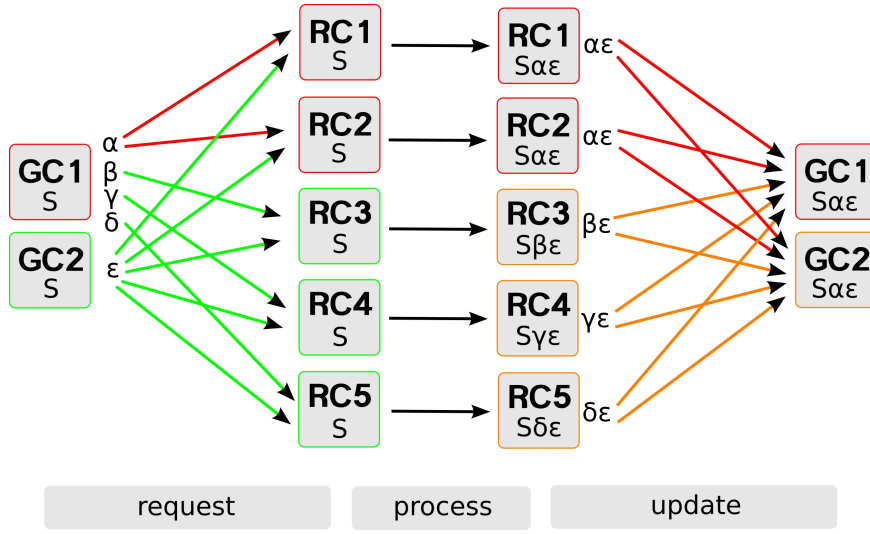 GC1
S
GC2
S
α
β
γ
δ
ε
RC1
S
RC2
S
RC3
S
RC4
S
RC5
S
RC1
Sαε
αε
RC2
Sαε
αε
RC3
Sβε
βε
RC4
Sγε
γε
RC5
Sδε
δε
GC1
Sαε
GC2
Sαε
request
process
update